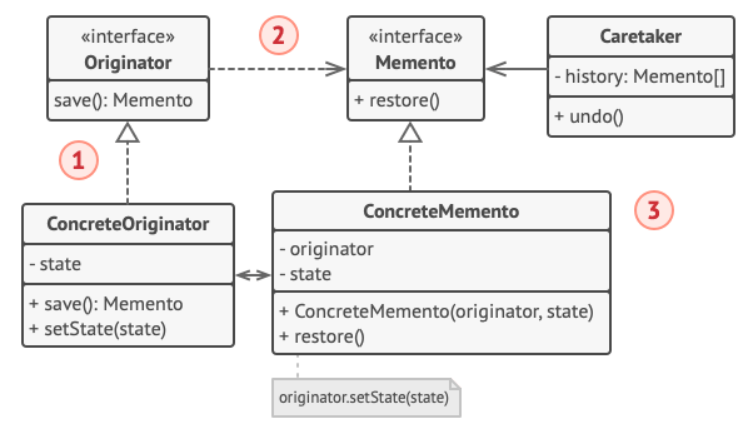 «interface»
Originator
save(): Memento
2
«interface»
Memento
+ restore()
Caretaker
- history: Memento[]
+ undo()
1
ConcreteOriginator
- state
+ save(): Memento
+ setState(state)
ConcreteMemento
- originator
- state
+ ConcreteMemento(originator, state)
+ restore()
3
originator.setState(state)